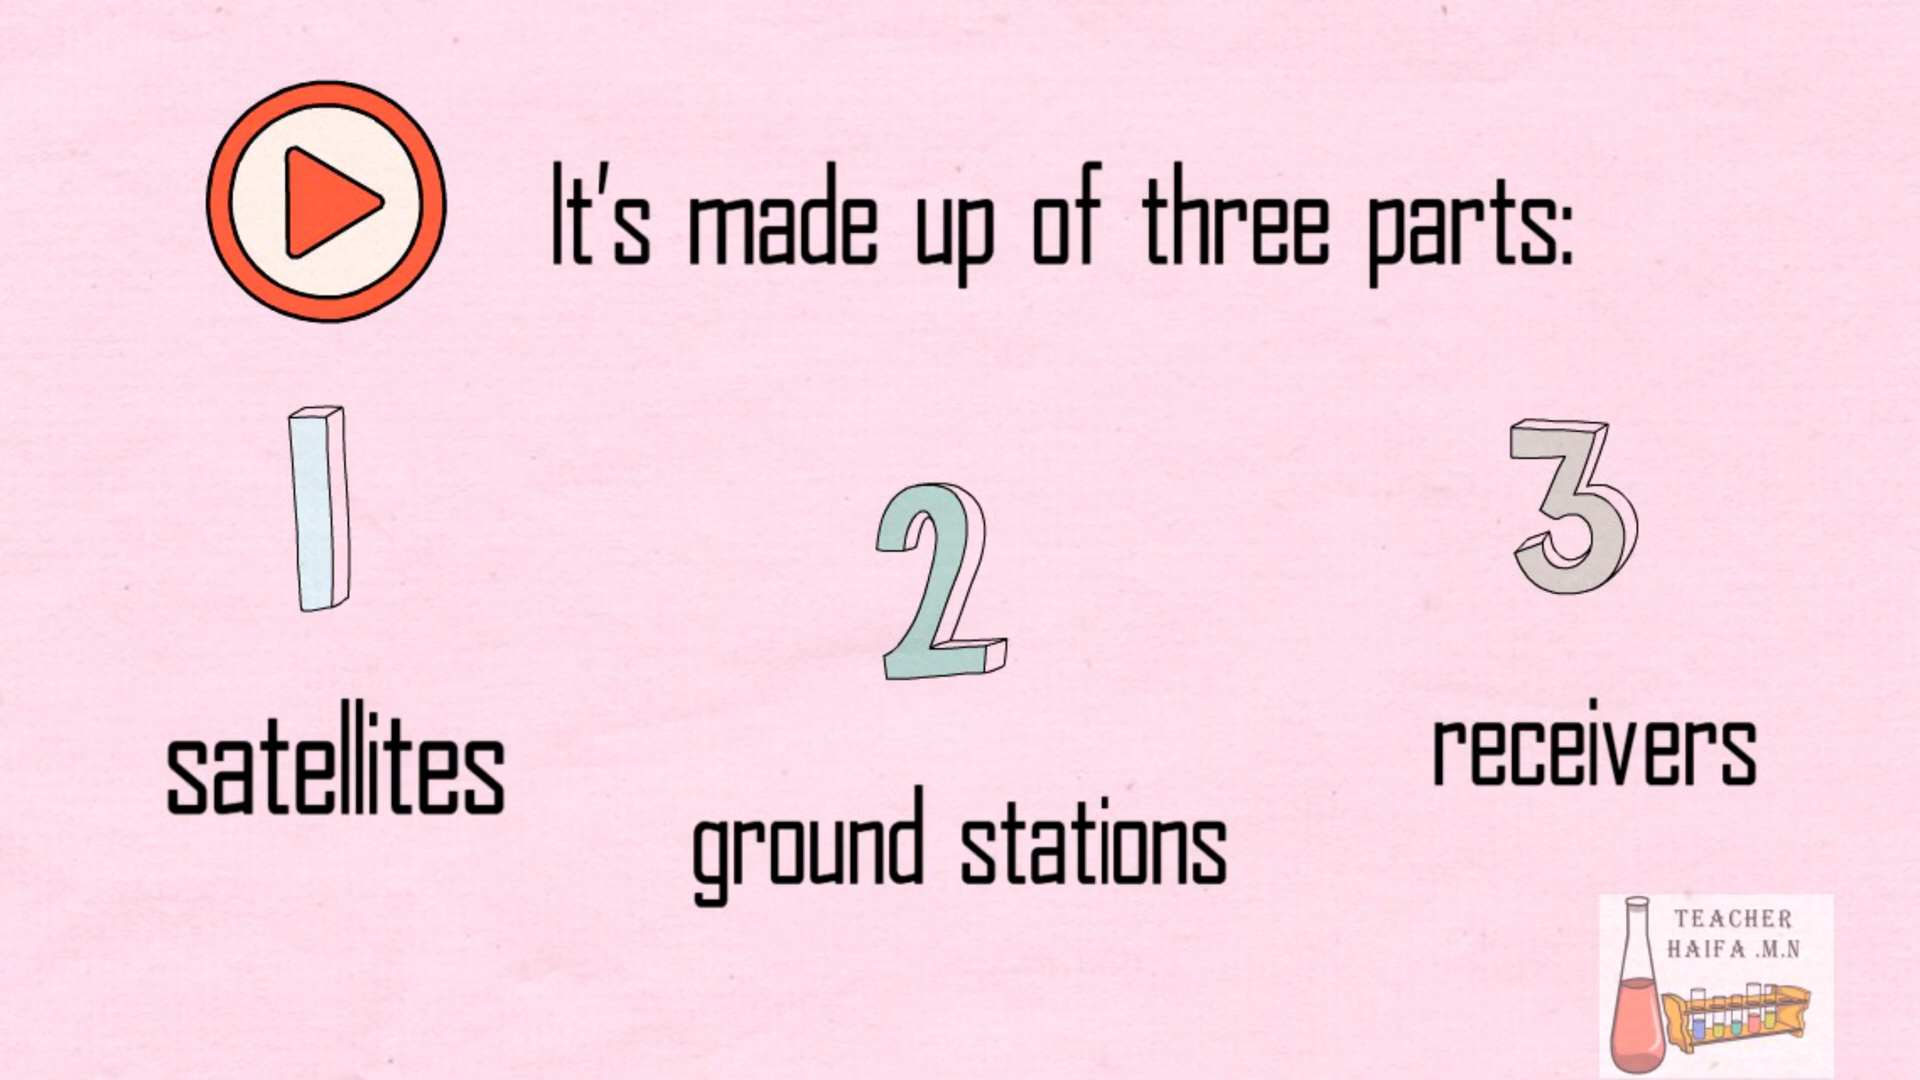 It's made up of three parts:
1
2
3
satellites
ground stations
receivers
TEACHER
HAIFA .M.N